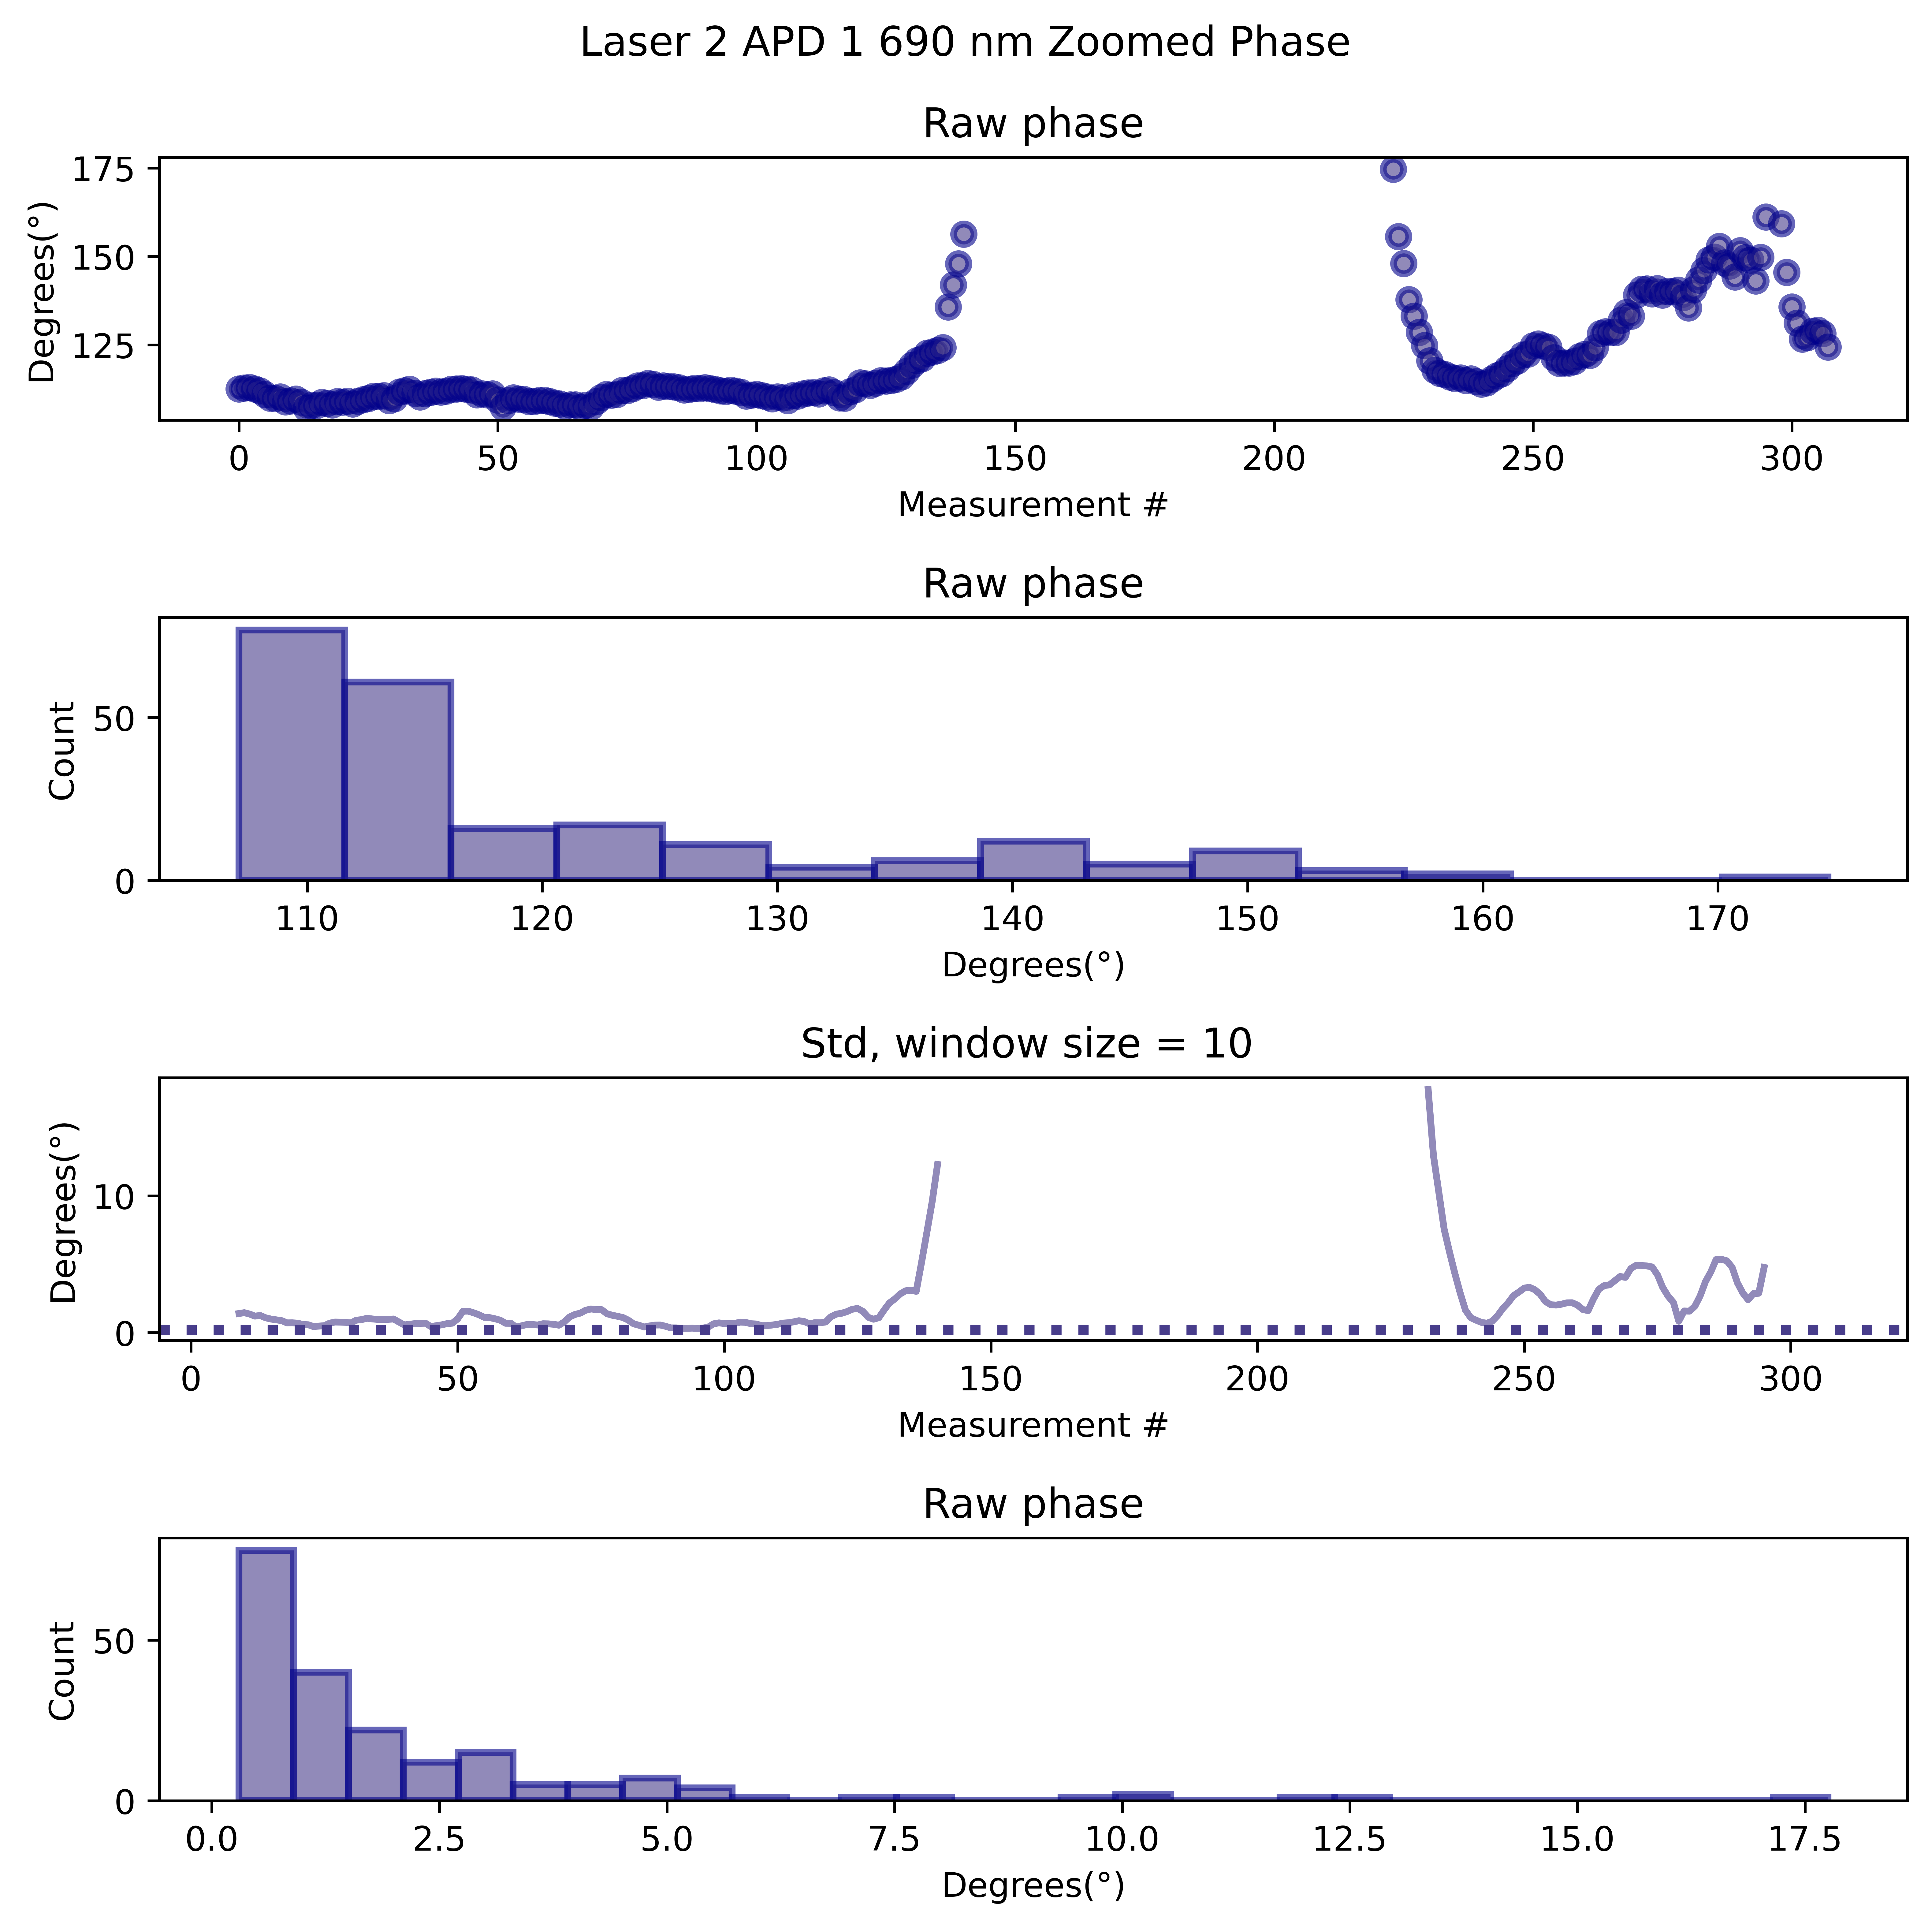 Laser 2 APD 1 690 nm Zoomed Phase
Raw phase
Degrees(°)
175
150
125
0 50 100 150 200 250 300
Measurement #
Raw phase
Count
50
0
110 120 130 140 150 160 170
Degrees(°)
Std, window size = 10
Degrees(°)
10
0
0 50 100 150 200 250 300
Measurement #
Raw phase
Count
50
0
0.0 2.5 5.0 7.5 10.0 12.5 15.0 17.5
Degrees(°)